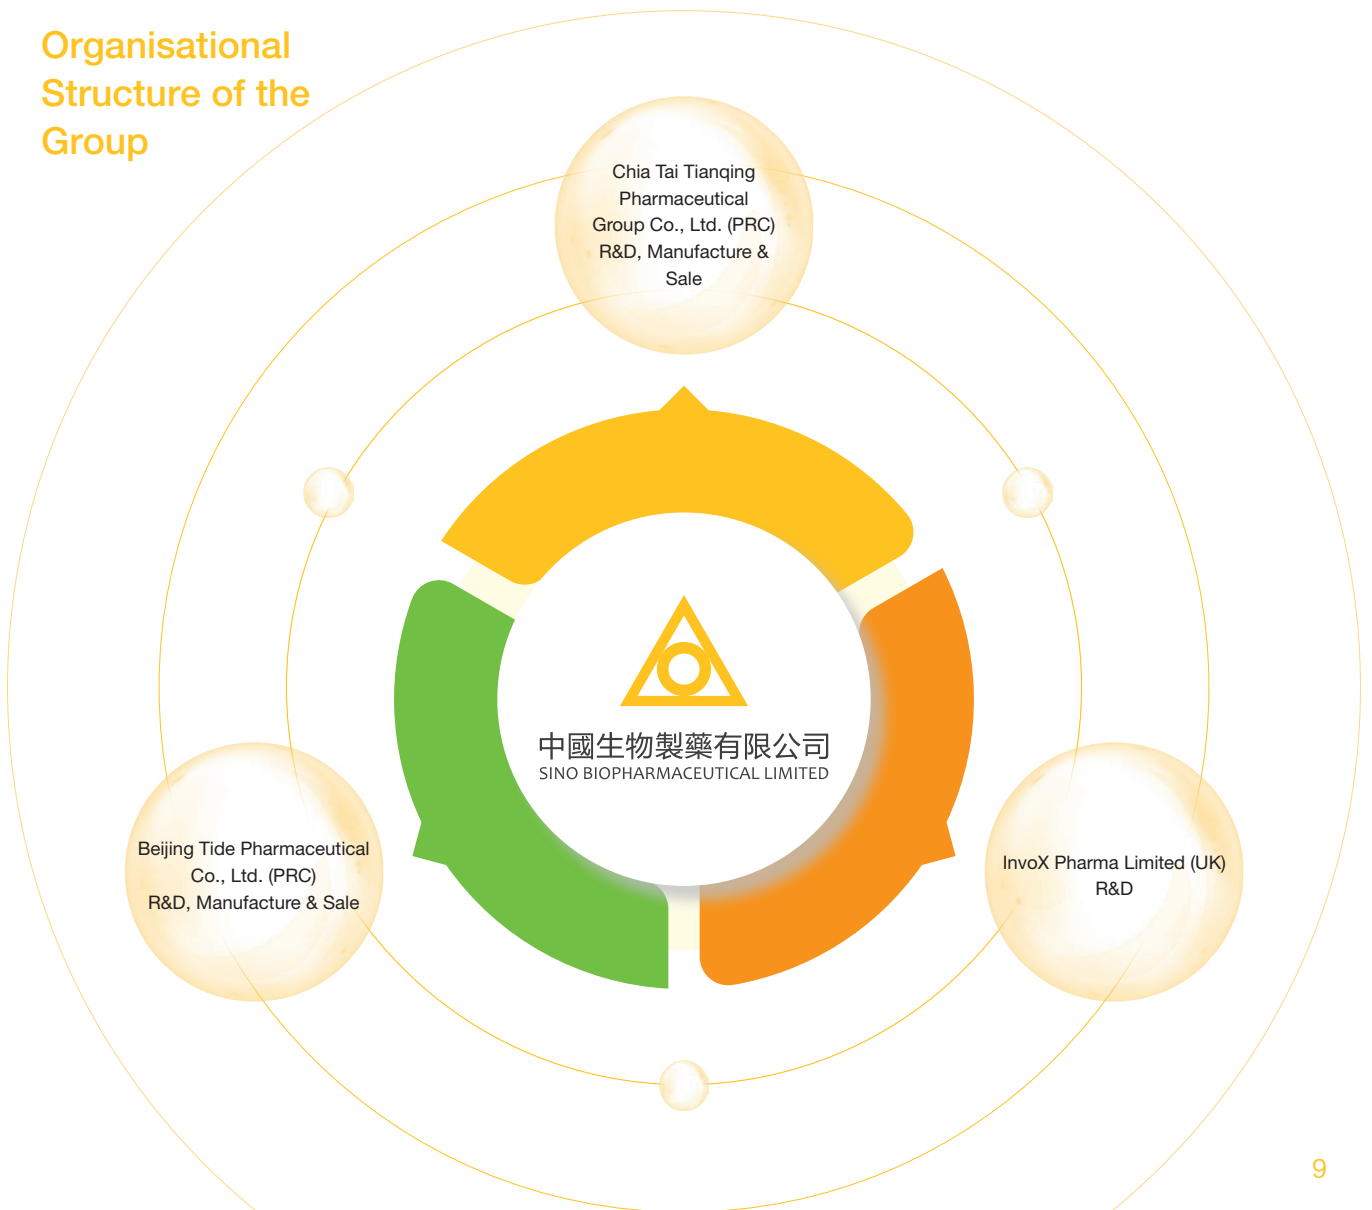 Organisational
Structure of the
Group
Chia Tai Tianqing
Pharmaceutical
Group Co., Ltd. (PRC)
R&D, Manufacture &
Sale
中國生物製藥有限公司
SINO BIOPHARMACEUTICAL LIMITED
Beijing Tide Pharmaceutical
Co., Ltd. (PRC)
R&D, Manufacture & Sale
InvoX Pharma Limited (UK)
R&D
9